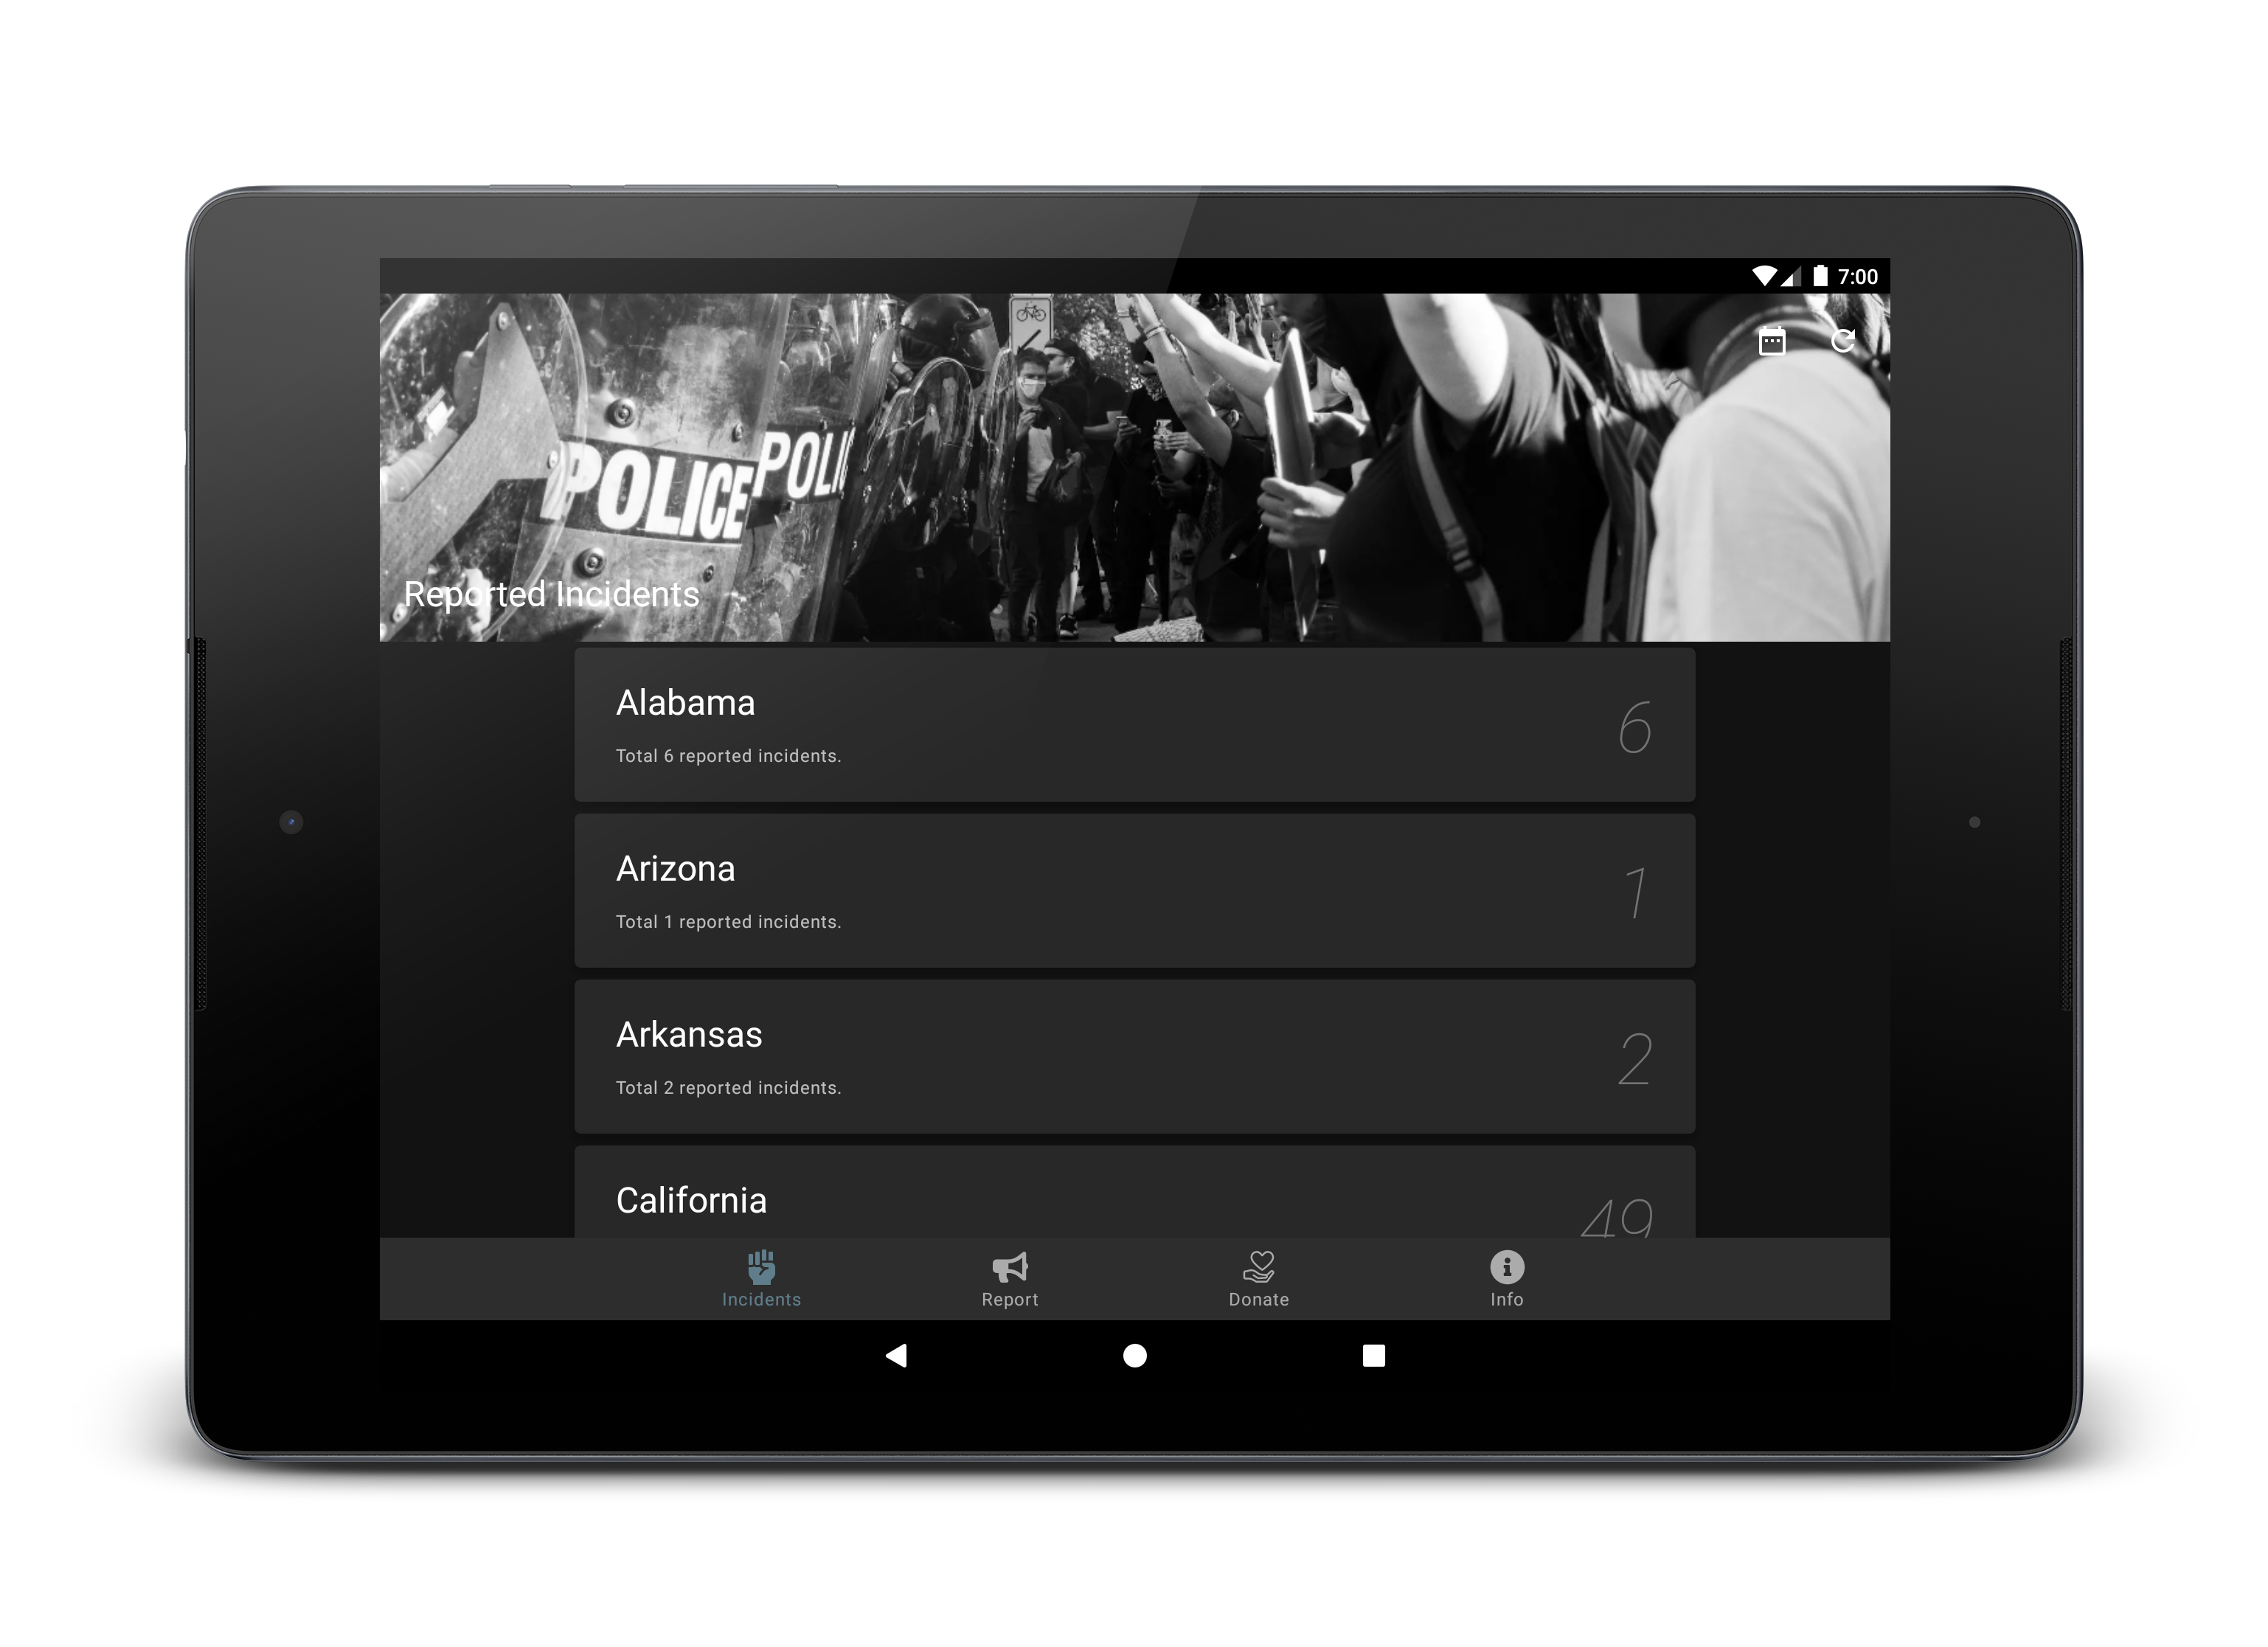 7:00
POLICE
POLIC
Reported Incidents
Alabama
6
Total 6 reported incidents.
Arizona
1
Total 1 reported incidents.
Arkansas
2
Total 2 reported incidents.
California
49
Incidents
Report
Donate
Info